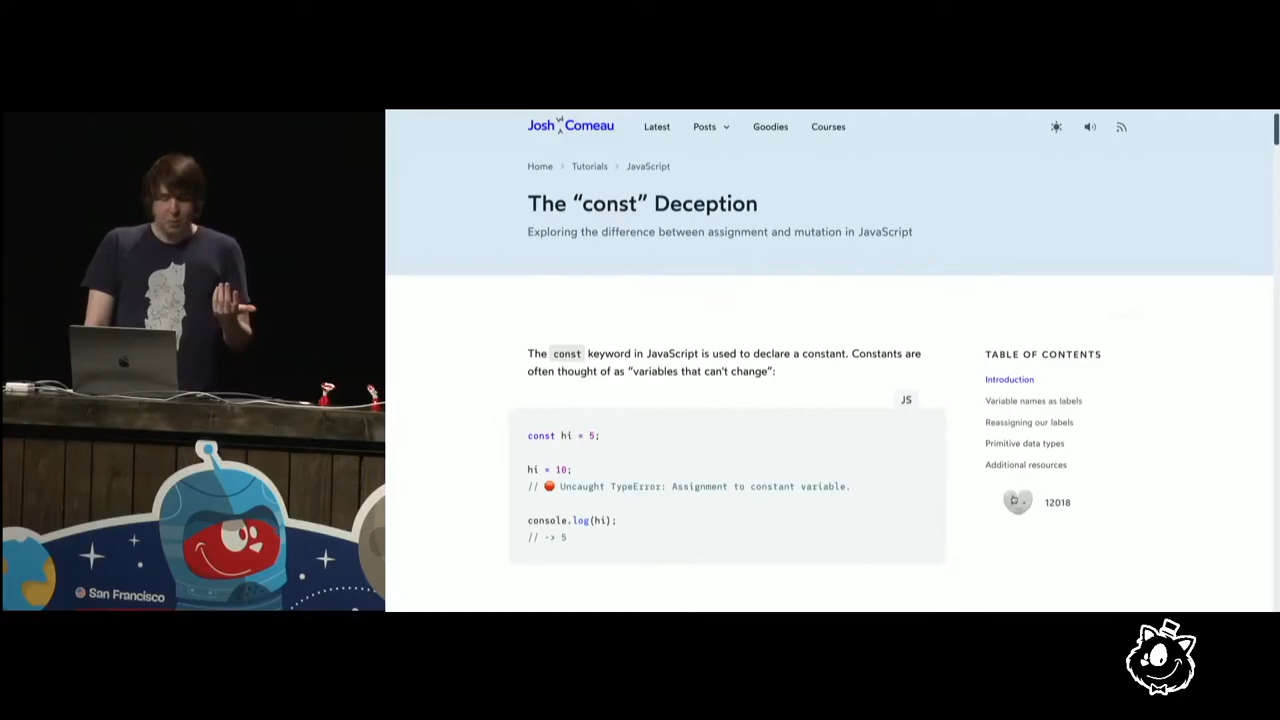 Josh W Comeau
Latest
Posts
Goodies
Courses
Home > Tutorials > JavaScript
The “const” Deception
Exploring the difference between assignment and mutation in JavaScript
The const keyword in JavaScript is used to declare a constant. Constants are
often thought of as “variables that can't change”:
JS
const hi = 5;
hi = 10;
// 🔴 Uncaught TypeError: Assignment to constant variable.
console.log(hi);
// -> 5
TABLE OF CONTENTS
Introduction
Variable names as labels
Reassigning our labels
Primitive data types
Additional resources
12018
San Francisco